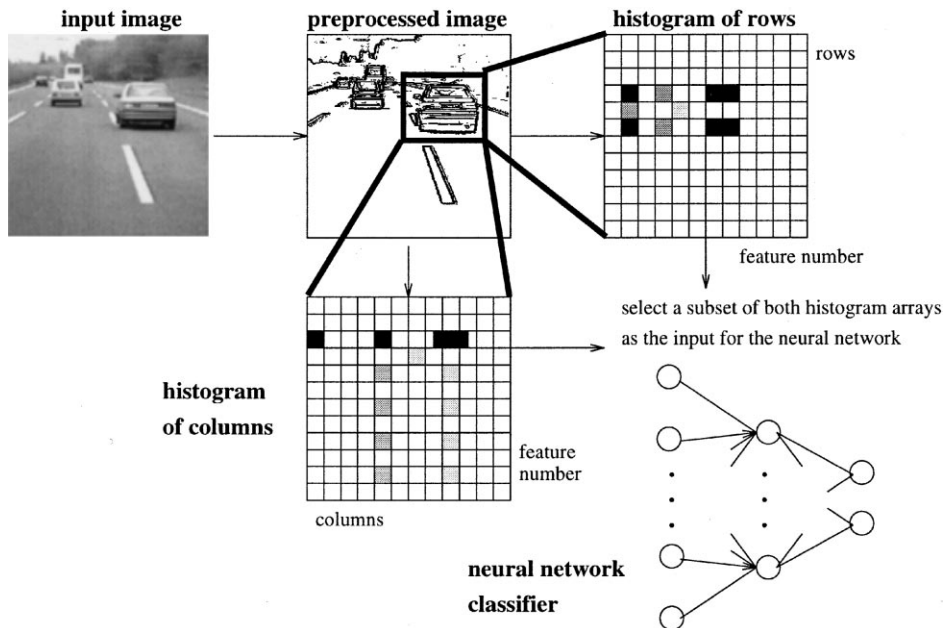 input image
preprocessed image
histogram of rows
rows
feature number
select a subset of both histogram arrays
as the input for the neural network
histogram
of columns
feature
number
columns
neural network
classifier